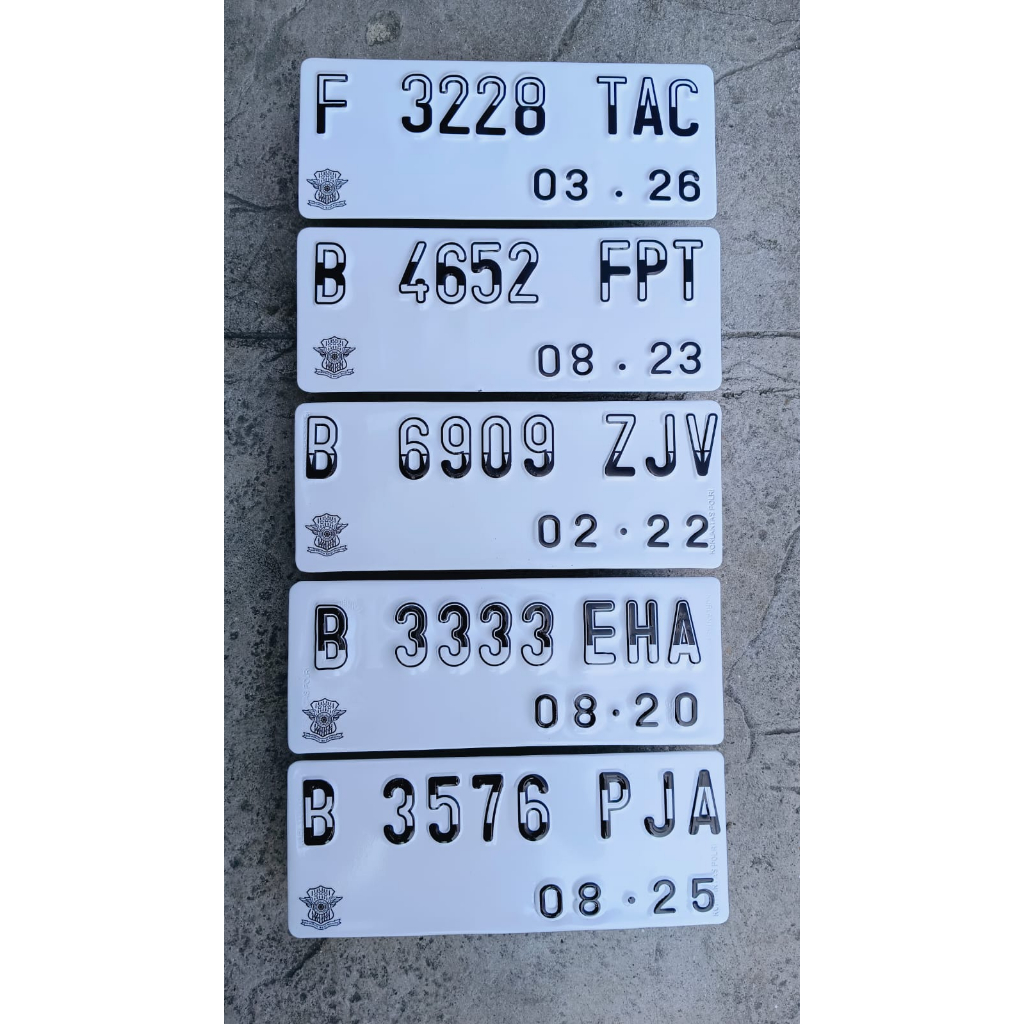 F 3228 TAC
03 . 26
B 4652 FPT
08 . 23
B 6909 ZJV
02 . 22
B 3333 EHA
08 . 20
B 3576 PJA
08 . 25